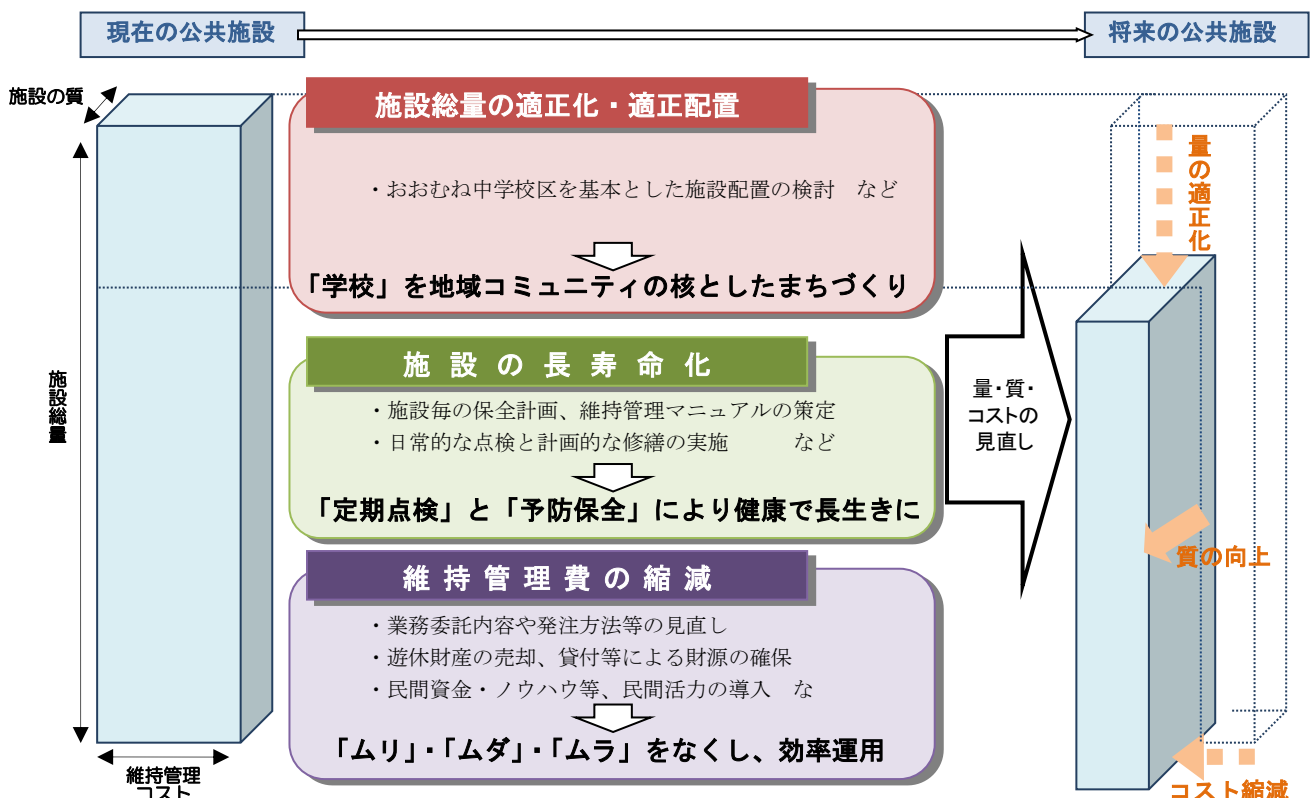 現在の公共施設
将来の公共施設
施設の質
施設総量の適正化・適正配置
・おおむね中学校区を基本とした施設配置の検討　など
「学校」を地域コミュニティの核としたまちづくり
量の適正化
施設総量
施設の長寿命化
・施設毎の保全計画、維持管理マニュアルの策定
・日常的な点検と計画的な修繕の実施　　　など
「定期点検」と「予防保全」により健康で長生きに
量・質・
コストの
見直し
質の向上
維持管理費の縮減
・業務委託内容や発注方法等の見直し
・遊休財産の売却、貸付等による財源の確保
・民間資金・ノウハウ等、民間活力の導入　な
「ムリ」・「ムダ」・「ムラ」をなくし、効率運用
維持管理
コスト
コスト縮減